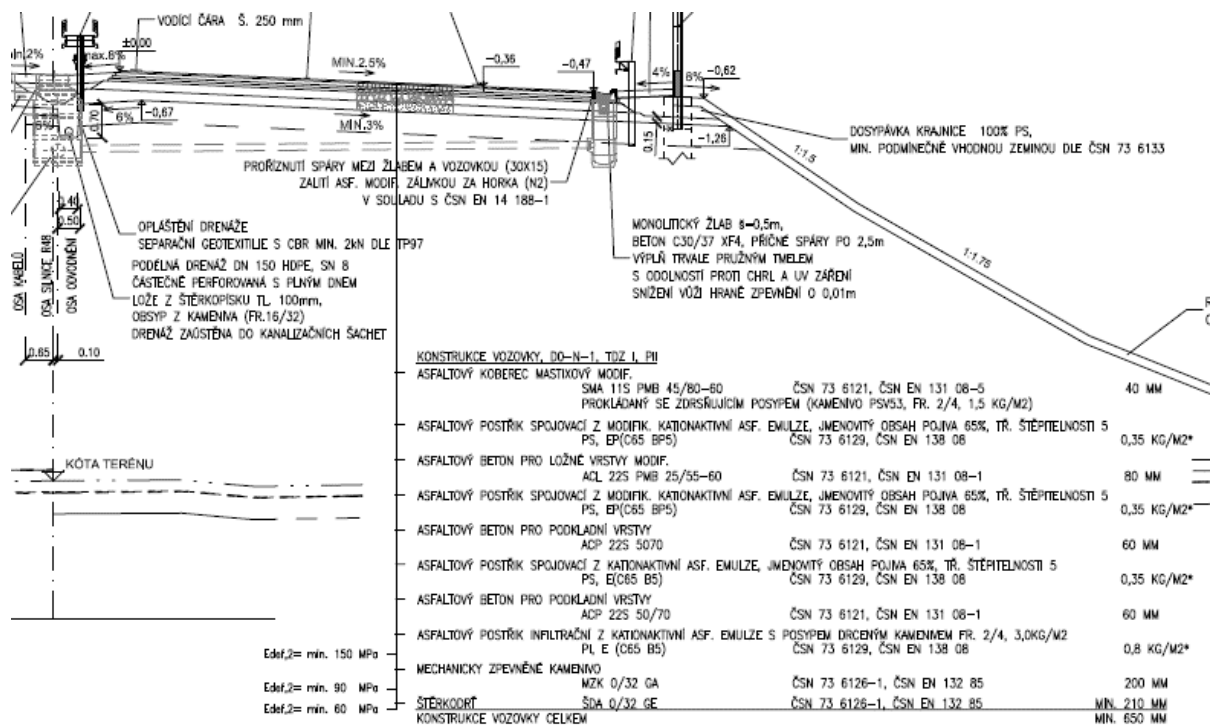 VODÍCÍ ČÁRA Š. 250 mm
±0,00
max.8%
MIN.2.5%
-0,36
-0,47
4%
8%
-0,62
0.70
6%
-0,67
MIN.3%
0.15
-1,26
1:1.5
DOSYPÁVKA KRAJNICE 100% PS,
MIN. PODMÍNEČNĚ VHODNOU ZEMINOU DLE ČSN 73 6133
PROŘÍZNUTÍ SPÁRY MEZI ŽLABEM A VOZOVKOU (30X15)
ZALITÍ ASF. MODIF. ZÁLIVKOU ZA HORKA (N2)
V SOULADU S ČSN EN 14 188-1
0.40
0.50
OPLÁŠTĚNÍ DRENÁŽE
SEPARAČNÍ GEOTEXITILIE S CBR MIN. 2kN DLE TP97
PODÉLNÁ DRENÁŽ DN 150 HDPE, SN 8
ČÁSTEČNĚ PERFOROVANÁ S PLNÝM DNEM
LOŽE Z ŠTĚRKOPÍSKU TL. 100mm,
OBSYP Z KAMENIVA (FR.16/32)
DRENÁŽ ZAÚSTĚNA DO KANALIZAČNÍCH ŠACHET
MONOLITICKÝ ŽLAB š=0,5m,
BETON C30/37 XF4, PŘÍČNÉ SPÁRY PO 2,5m
VÝPLŇ TRVALE PRUŽNÝM TMELEM
S ODOLNOSTÍ PROTI CHRL A UV ZÁŘENÍ
SNÍŽENÍ VŮŽI HRANĚ ZPEVNĚNÍ O 0,01m
1:1.75
OSA KABELŮ
OSA SILNICE R48
OSA ODVODNĚNÍ
0.65
0.10
KÓTA TERÉNU
KONSTRUKCE VOZOVKY, D0-N-1, TDZ I, PII
ASFALTOVÝ KOBEREC MASTIXOVÝ MODIF.
SMA 11S PMB 45/80-60 ČSN 73 6121, ČSN EN 131 08-5 40 MM
PROKLÁDANÝ SE ZDRSŇUJÍCÍM POSYPEM (KAMENIVO PSV53, FR. 2/4, 1,5 KG/M2)
ASFALTOVÝ POSTŘIK SPOJOVACÍ Z MODIFIK. KATIONAKTIVNÍ ASF. EMULZE, JMENOVITÝ OBSAH POJIVA 65%, TŘ. ŠTĚPITELNOSTI 5
PS, EP(C65 BP5) ČSN 73 6129, ČSN EN 138 08 0,35 KG/M2*
ASFALTOVÝ BETON PRO LOŽNÉ VRSTVY MODIF.
ACL 22S PMB 25/55-60 ČSN 73 6121, ČSN EN 131 08-1 80 MM
ASFALTOVÝ POSTŘIK SPOJOVACÍ Z MODIFIK. KATIONAKTIVNÍ ASF. EMULZE, JMENOVITÝ OBSAH POJIVA 65%, TŘ. ŠTĚPITELNOSTI 5
PS, EP(C65 BP5) ČSN 73 6129, ČSN EN 138 08 0,35 KG/M2*
ASFALTOVÝ BETON PRO PODKLADNÍ VRSTVY
ACP 22S 5070 ČSN 73 6121, ČSN EN 131 08-1 60 MM
ASFALTOVÝ POSTŘIK SPOJOVACÍ Z KATIONAKTIVNÍ ASF. EMULZE, JMENOVITÝ OBSAH POJIVA 65%, TŘ. ŠTĚPITELNOSTI 5
PS, E(C65 B5) ČSN 73 6129, ČSN EN 138 08 0,35 KG/M2*
ASFALTOVÝ BETON PRO PODKLADNÍ VRSTVY
ACP 22S 50/70 ČSN 73 6121, ČSN EN 131 08-1 60 MM
ASFALTOVÝ POSTŘIK INFILTRAČNÍ Z KATIONAKTIVNÍ ASF. EMULZE S POSYPEM DRCENÝM KAMENIVEM FR. 2/4, 3,0KG/M2
Edef,2= min. 150 MPa PI, E (C65 B5) ČSN 73 6129, ČSN EN 138 08 0,8 KG/M2*
MECHANICKY ZPEVNĚNÉ KAMENIVO
Edef,2= min. 90 MPa MZK 0/32 GA ČSN 73 6126-1, ČSN EN 132 85 200 MM
Edef,2= min. 60 MPa ŠTĚRKODRŤ ŠDA 0/32 GE ČSN 73 6126-1, ČSN EN 132 85 MIN. 210 MM
KONSTRUKCE VOZOVKY CELKEM MIN. 650 MM